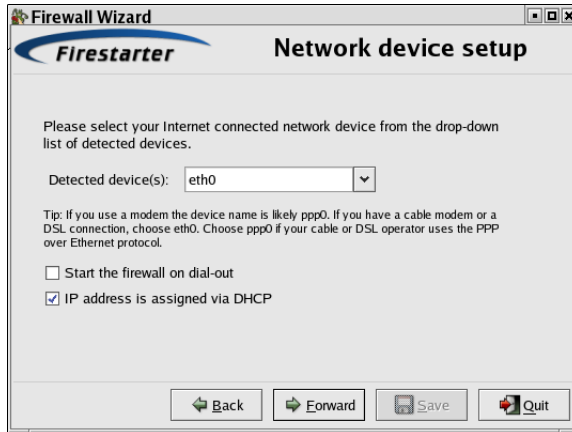 Firewall Wizard
Firestarter
Network device setup
Please select your Internet connected network device from the drop-down
list of detected devices.
Detected device(s):
eth0
Tip: If you use a modem the device name is likely ppp0. If you have a cable modem or a
DSL connection, choose eth0. Choose ppp0 if your cable or DSL operator uses the PPP
over Ethernet protocol.
Start the firewall on dial-out
IP address is assigned via DHCP
Back
Forward
Save
Quit